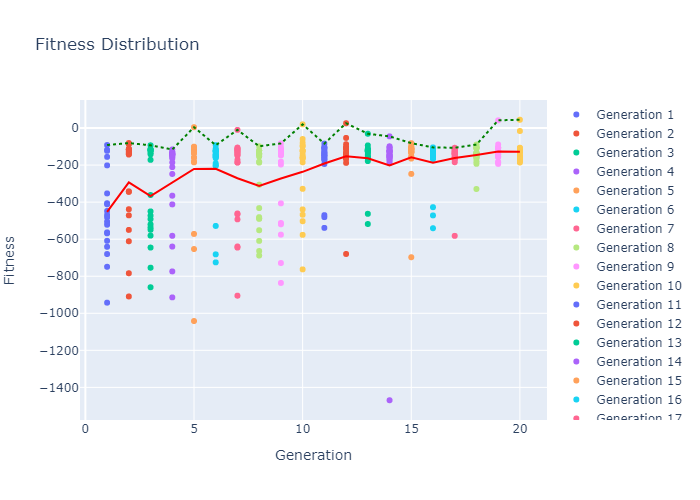 Fitness Distribution
0
−200
−400
−600
−800
−1000
−1200
−1400
Fitness
0
5
10
15
20
Generation
Generation 1
Generation 2
Generation 3
Generation 4
Generation 5
Generation 6
Generation 7
Generation 8
Generation 9
Generation 10
Generation 11
Generation 12
Generation 13
Generation 14
Generation 15
Generation 16
Generation 17